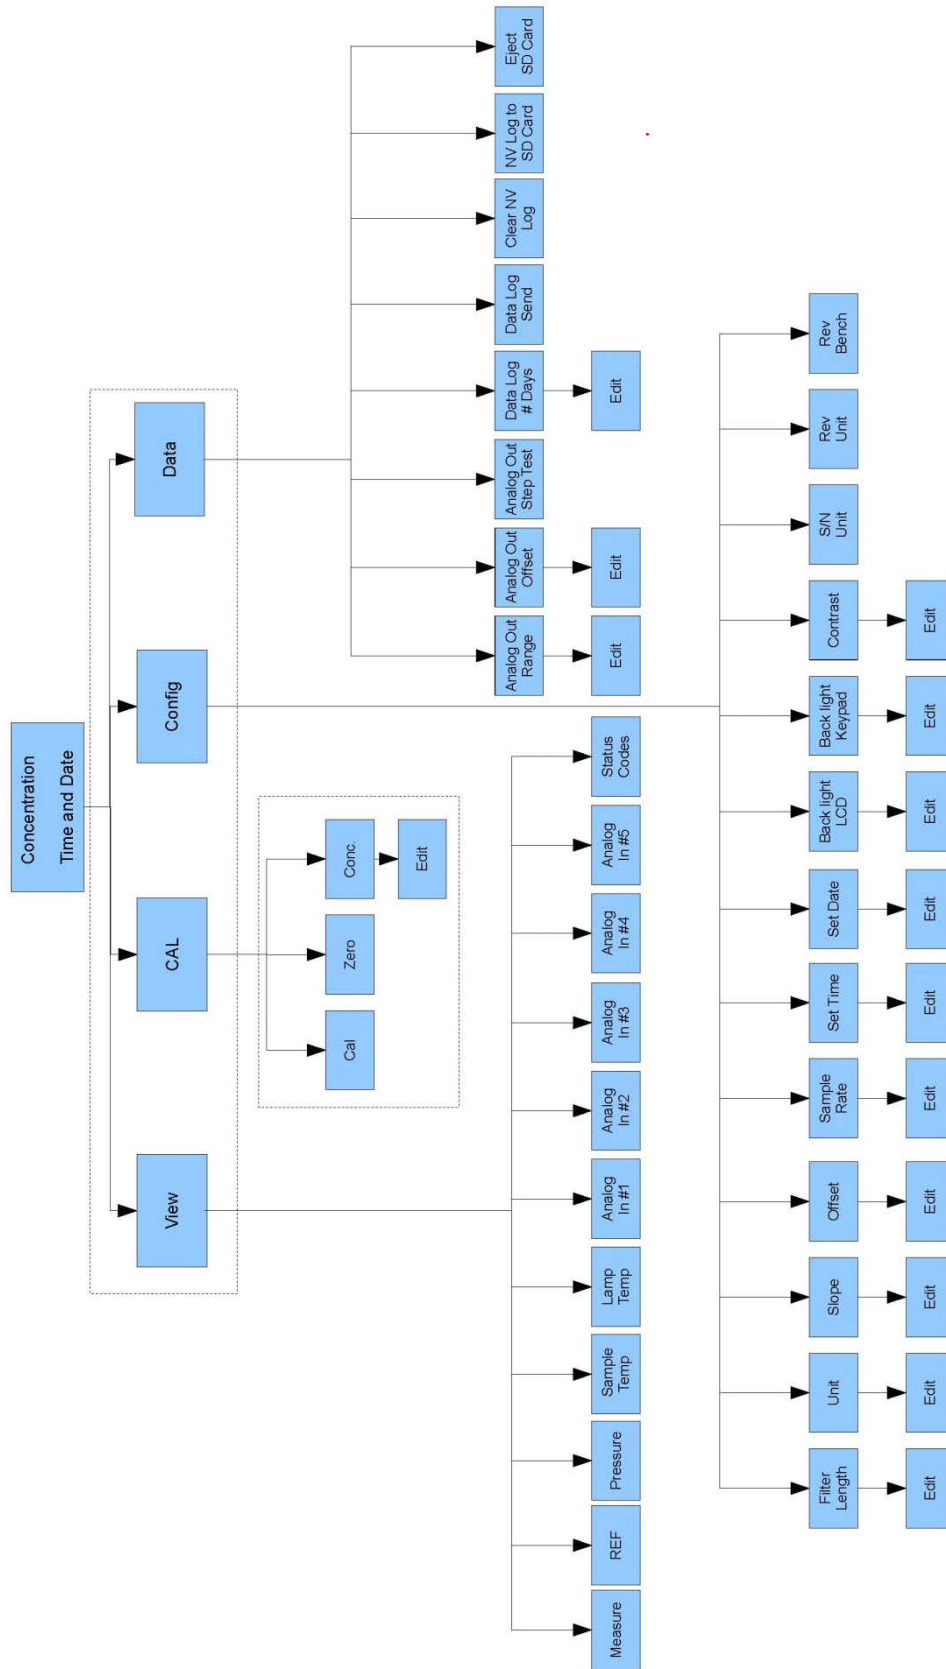 Concentration
Time and Date
View
CAL
Config
Data
Cal
Zero
Conc.
Edit
Measure
REF
Pressure
Sample
Temp
Lamp
Temp
Analog
In #1
Analog
In #2
Analog
In #3
Analog
In #4
Analog
In #5
Status
Codes
Analog Out
Range
Analog Out
Offset
Analog Out
Step Test
Data Log
# Days
Data Log
Send
Clear NV
Log
NV Log to
SD Card
Eject
SD Card
Edit
Edit
Edit
Filter
Length
Unit
Slope
Offset
Sample
Rate
Set Time
Set Date
Back light
LCD
Back light
Keypad
Contrast
S/N
Unit
Rev
Unit
Rev
Bench
Edit
Edit
Edit
Edit
Edit
Edit
Edit
Edit
Edit
Edit